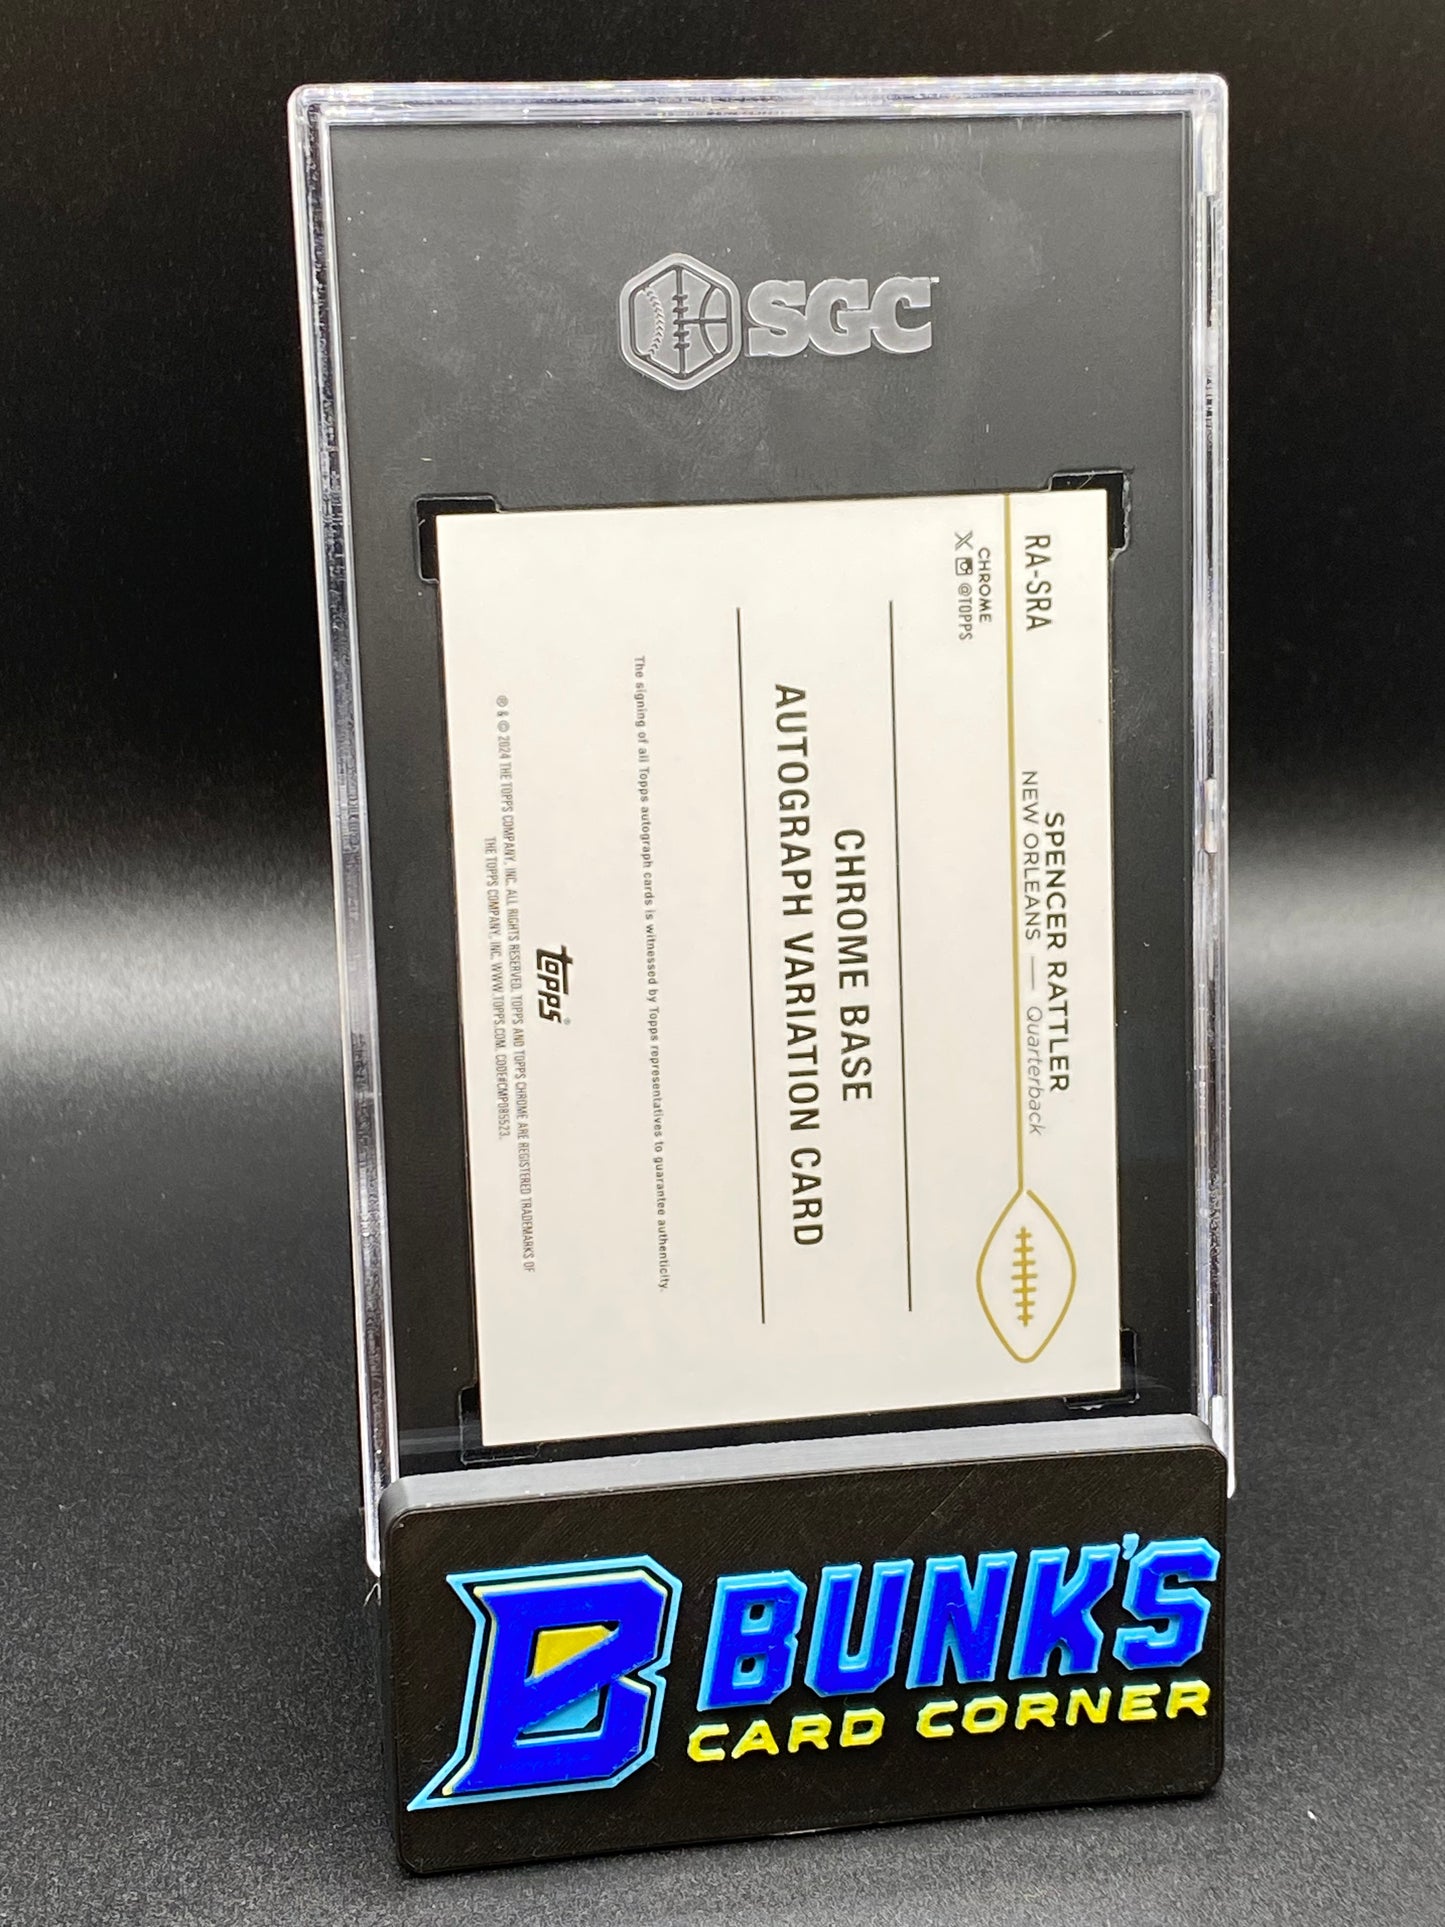 SGC
RA-SRA
SPENCER RATTLER
NEW ORLEANS — Quarterback
CHROME
X @TOPPS
CHROME BASE
AUTOGRAPH VARIATION CARD
The signing of all Topps autograph cards is witnessed by Topps representatives to guarantee authenticity.
topps®
℗ & © 2024 THE TOPPS COMPANY, INC. ALL RIGHTS RESERVED. TOPPS AND TOPPS CHROME ARE REGISTERED TRADEMARKS OF
THE TOPPS COMPANY, INC. WWW.TOPPS.COM. CODE#CMP085523.
B BUNK'S
CARD CORNER